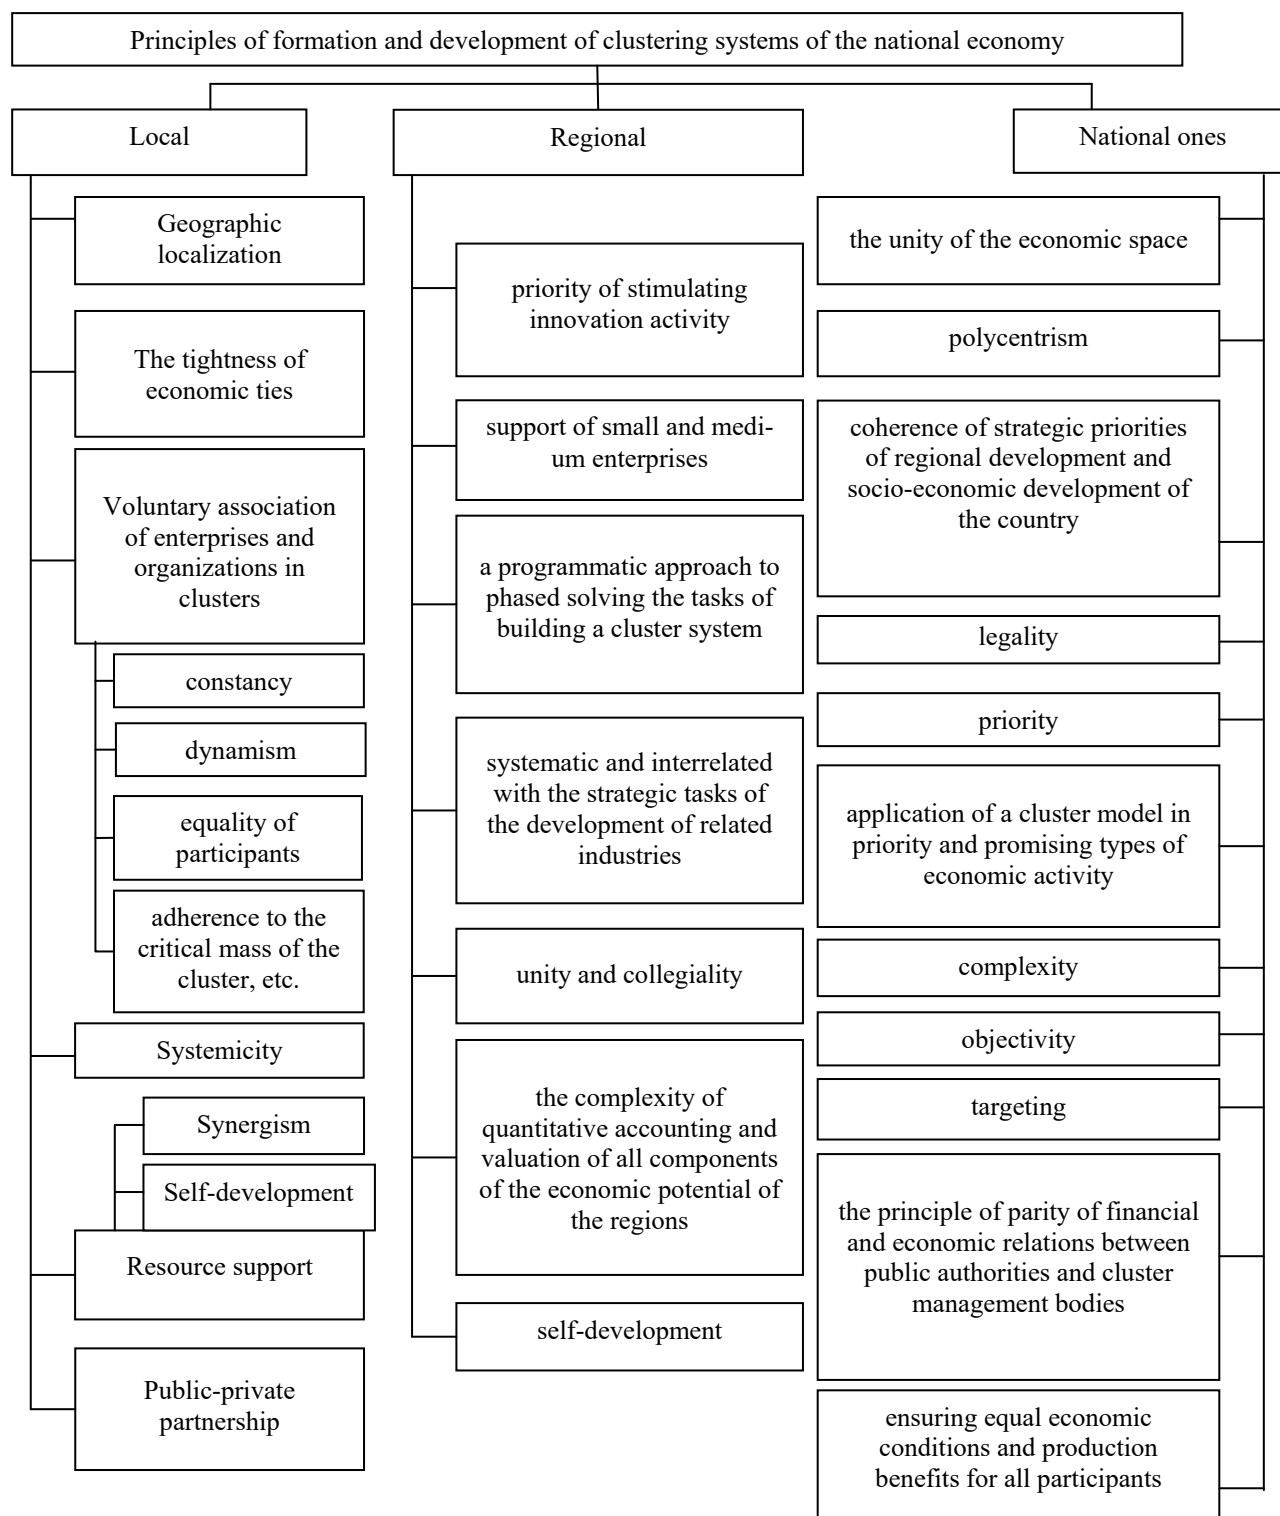 Principles of formation and development of clustering systems of the national economy
Local
Geographic
localization
The tightness of
economic ties
Voluntary association
of enterprises and
organizations in
clusters
constancy
dynamism
equality of
participants
adherence to the
critical mass of the
cluster, etc.
Systemicity
Synergism
Self-development
Resource support
Public-private
partnership
Regional
priority of stimulating
innovation activity
support of small and medi-
um enterprises
a programmatic approach to
phased solving the tasks of
building a cluster system
systematic and interrelated
with the strategic tasks of
the development of related
industries
unity and collegiality
the complexity of
quantitative accounting and
valuation of all components
of the economic potential of
the regions
self-development
National ones
the unity of the economic space
polycentrism
coherence of strategic priorities
of regional development and
socio-economic development of
the country
legality
priority
application of a cluster model in
priority and promising types of
economic activity
complexity
objectivity
targeting
the principle of parity of financial
and economic relations between
public authorities and cluster
management bodies
ensuring equal economic
conditions and production
benefits for all participants